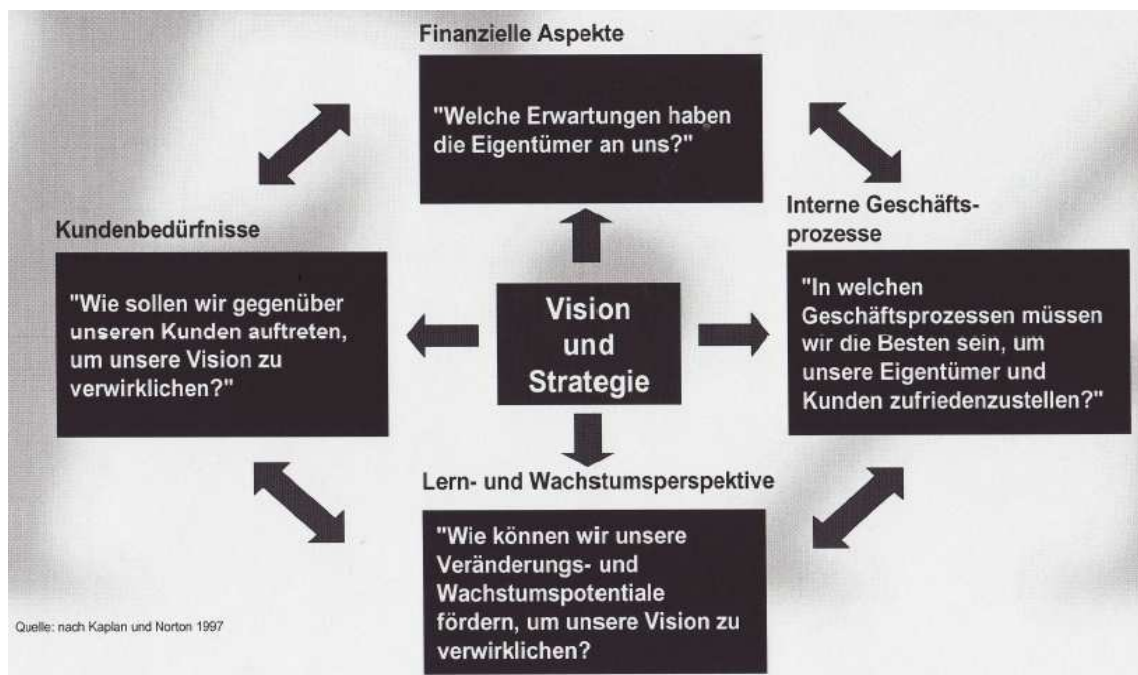 Finanzielle Aspekte
"Welche Erwartungen haben
die Eigentümer an uns?"
Kundenbedürfnisse
"Wie sollen wir gegenüber
unseren Kunden auftreten,
um unsere Vision zu
verwirklichen?"
Vision
und
Strategie
Interne Geschäfts-
prozesse
"In welchen
Geschäftsprozessen müssen
wir die Besten sein, um
unsere Eigentümer und
Kunden zufriedenzustellen?"
Lern- und Wachstumsperspektive
"Wie können wir unsere
Veränderungs- und
Wachstumspotentiale
fördern, um unsere Vision zu
verwirklichen?
Quelle: nach Kaplan und Norton 1997